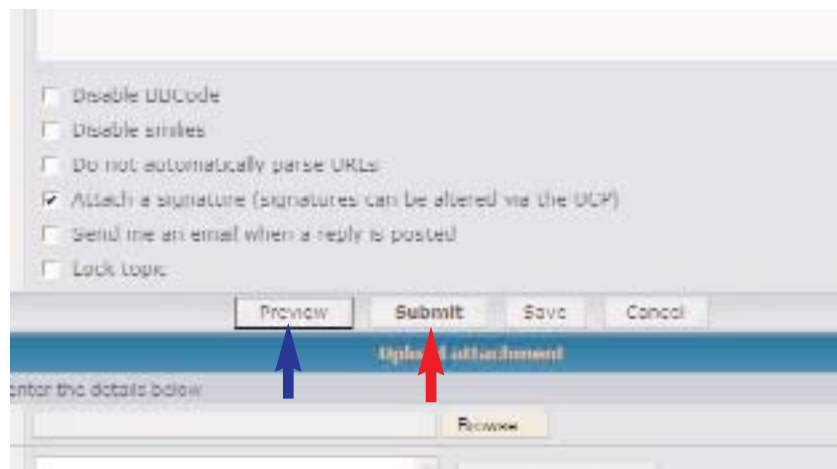 Disable BBCode
Disable smilies
Do not automatically parse URLs
Attach a signature (signatures can be altered via the UCP)
Send me an email when a reply is posted
Lock topic
Preview Submit Save Cancel
Upload attachment
enter the details below
Browse